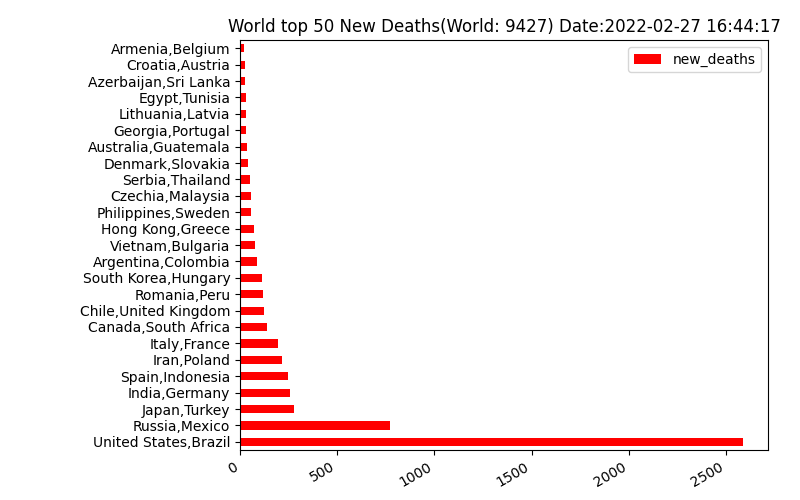 World top 50 New Deaths(World: 9427) Date:2022-02-27 16:44:17
new_deaths
Armenia,Belgium
Croatia,Austria
Azerbaijan,Sri Lanka
Egypt,Tunisia
Lithuania,Latvia
Georgia,Portugal
Australia,Guatemala
Denmark,Slovakia
Serbia,Thailand
Czechia,Malaysia
Philippines,Sweden
Hong Kong,Greece
Vietnam,Bulgaria
Argentina,Colombia
South Korea,Hungary
Romania,Peru
Chile,United Kingdom
Canada,South Africa
Italy,France
Iran,Poland
Spain,Indonesia
India,Germany
Japan,Turkey
Russia,Mexico
United States,Brazil
0 500 1000 1500 2000 2500